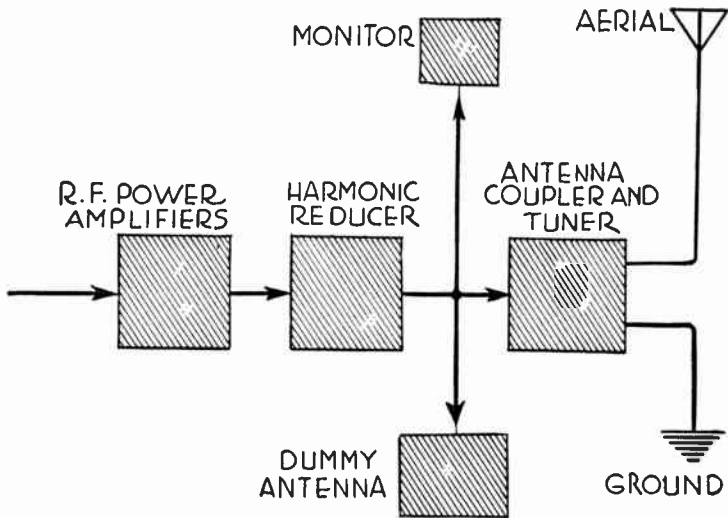 MONITOR
AERIAL
R.F. POWER
AMPLIFIERS
HARMONIC
REDUCER
ANTENNA
COUPLER AND
TUNER
DUMMY
ANTENNA
GROUND